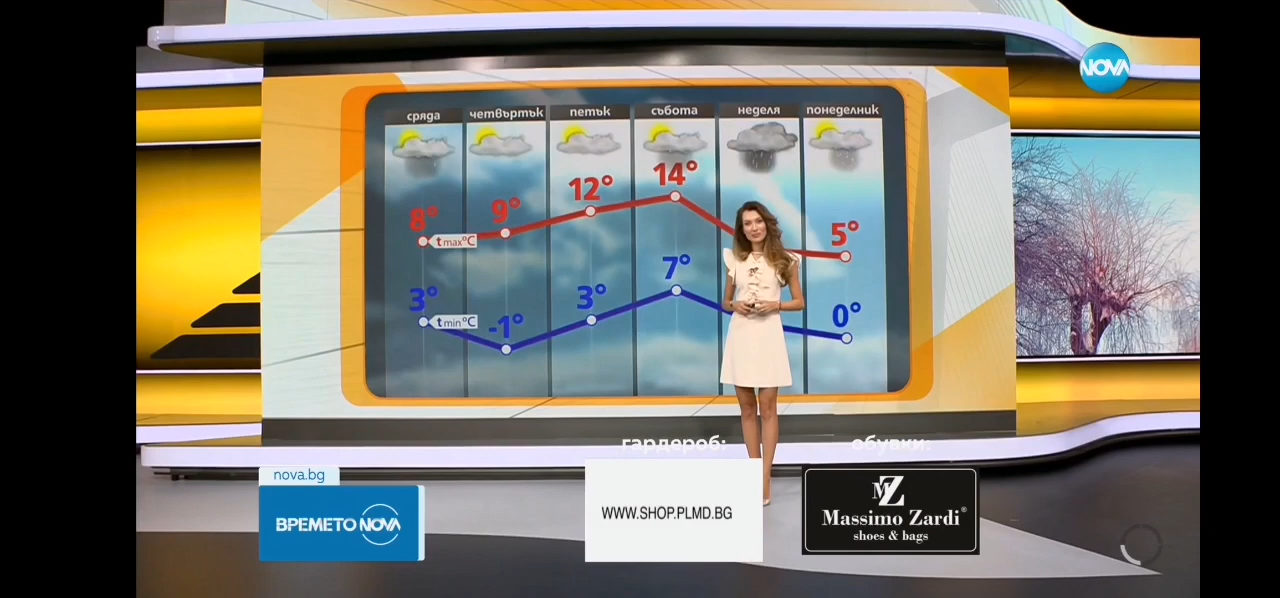 NOVA
сряда
четвъртък
петък
събота
неделя
понеделник
8°
9°
12°
14°
5°
t max°C
3°
-1°
3°
7°
0°
t min°C
гардероб:
обувки:
nova.bg
ВРЕМЕТО NOVA
WWW.SHOP.PLMD.BG
MZ
Massimo Zardi®
shoes & bags